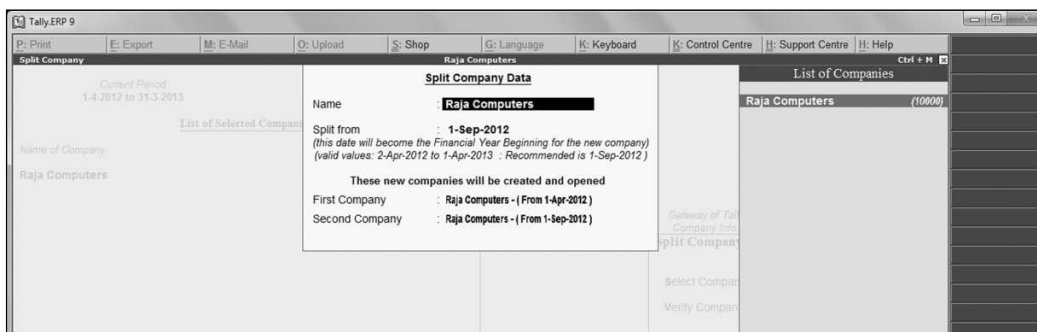 Tally.ERP 9
P: Print E: Export M: E-Mail O: Upload S: Shop G: Language K: Keyboard K: Control Centre H: Support Centre H: Help
Split Company Raja Computers Ctrl + M
Current Period
1-4-2012 to 31-3-2013
List of Selected Compani
Name of Company
Raja Computers
Split Company Data
Name : Raja Computers
Split from : 1-Sep-2012
(this date will become the Financial Year Beginning for the new company)
(valid values: 2-Apr-2012 to 1-Apr-2013 : Recommended is 1-Sep-2012 )
These new companies will be created and opened
First Company : Raja Computers - ( From 1-Apr-2012 )
Second Company : Raja Computers - ( From 1-Sep-2012 )
Gateway of Tall
Company Info.
Split Company
Select Compan
Verify Compan
List of Companies
Raja Computers (10000)